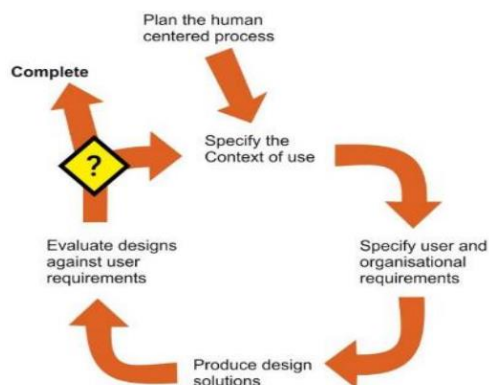 Plan the human
centered process
Complete
Specify the
Context of use
?
Evaluate designs
against user
requirements
Specify user and
organisational
requirements
Produce design
solutions